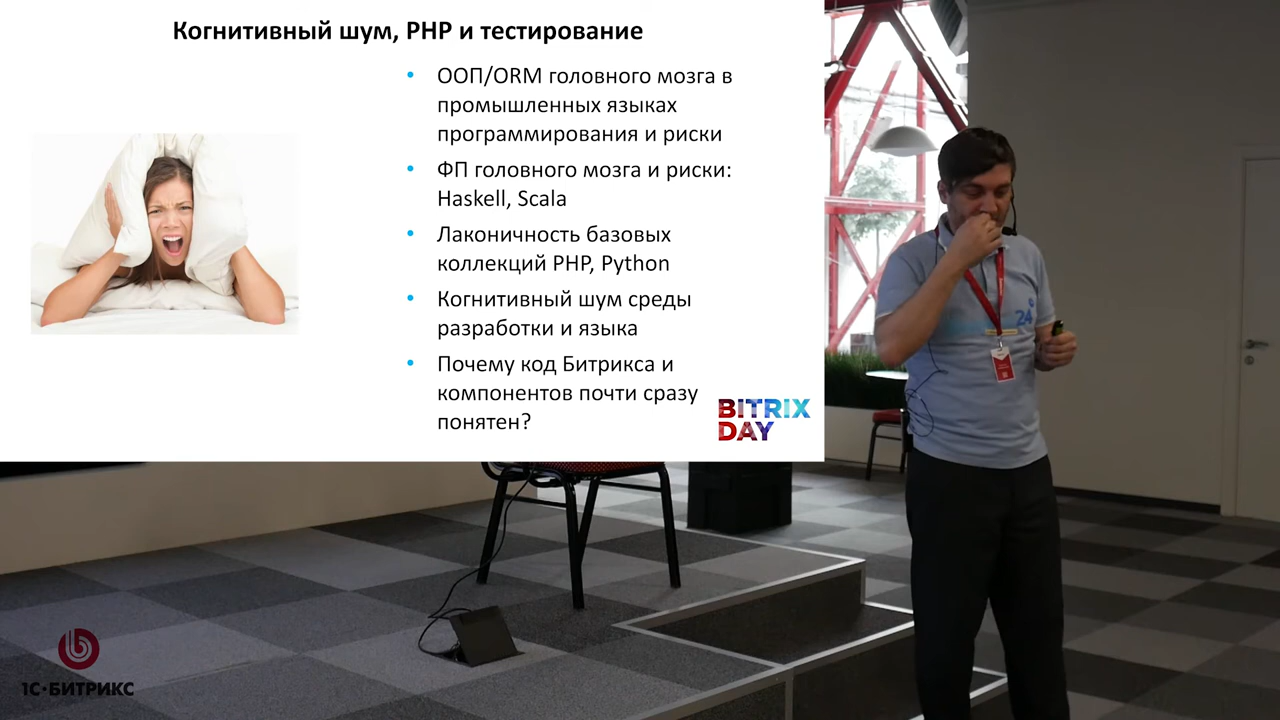 Когнитивный шум, PHP и тестирование
• ООП/ORM головного мозга в
промышленных языках
программирования и риски
• ФП головного мозга и риски:
Haskell, Scala
• Лаконичность базовых
коллекций PHP, Python
• Когнитивный шум среды
разработки и языка
• Почему код Битрикса и
компонентов почти сразу
понятен?
BITRIX
DAY
24
1С-БИТРИКС